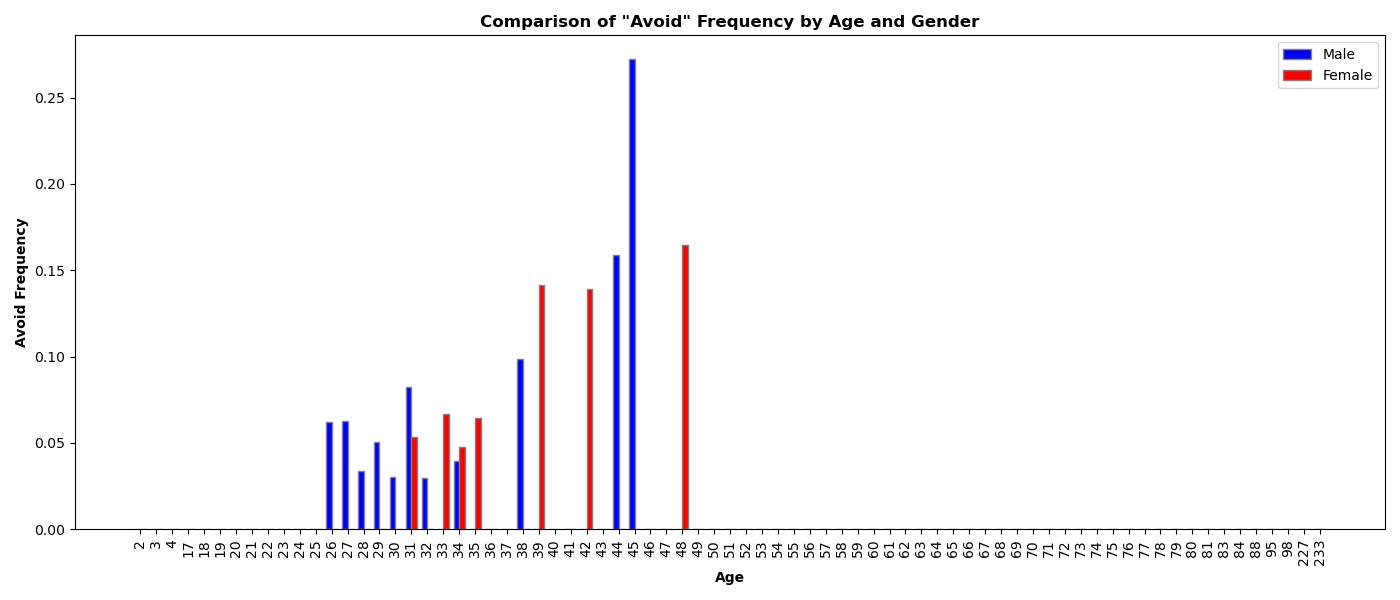 Comparison of "Avoid" Frequency by Age and Gender
Male
Female
Avoid Frequency
0.25
0.20
0.15
0.10
0.05
0.00
2 3 4 17 18 19 20 21 22 23 24 25 26 27 28 29 30 31 32 33 34 35 36 37 38 39 40 41 42 43 44 45 46 47 48 49 50 51 52 53 54 55 56 57 58 59 60 61 62 63 64 65 66 67 68 69 70 71 72 73 74 75 76 77 78 79 80 81 83 84 88 95 98 227 233
Age